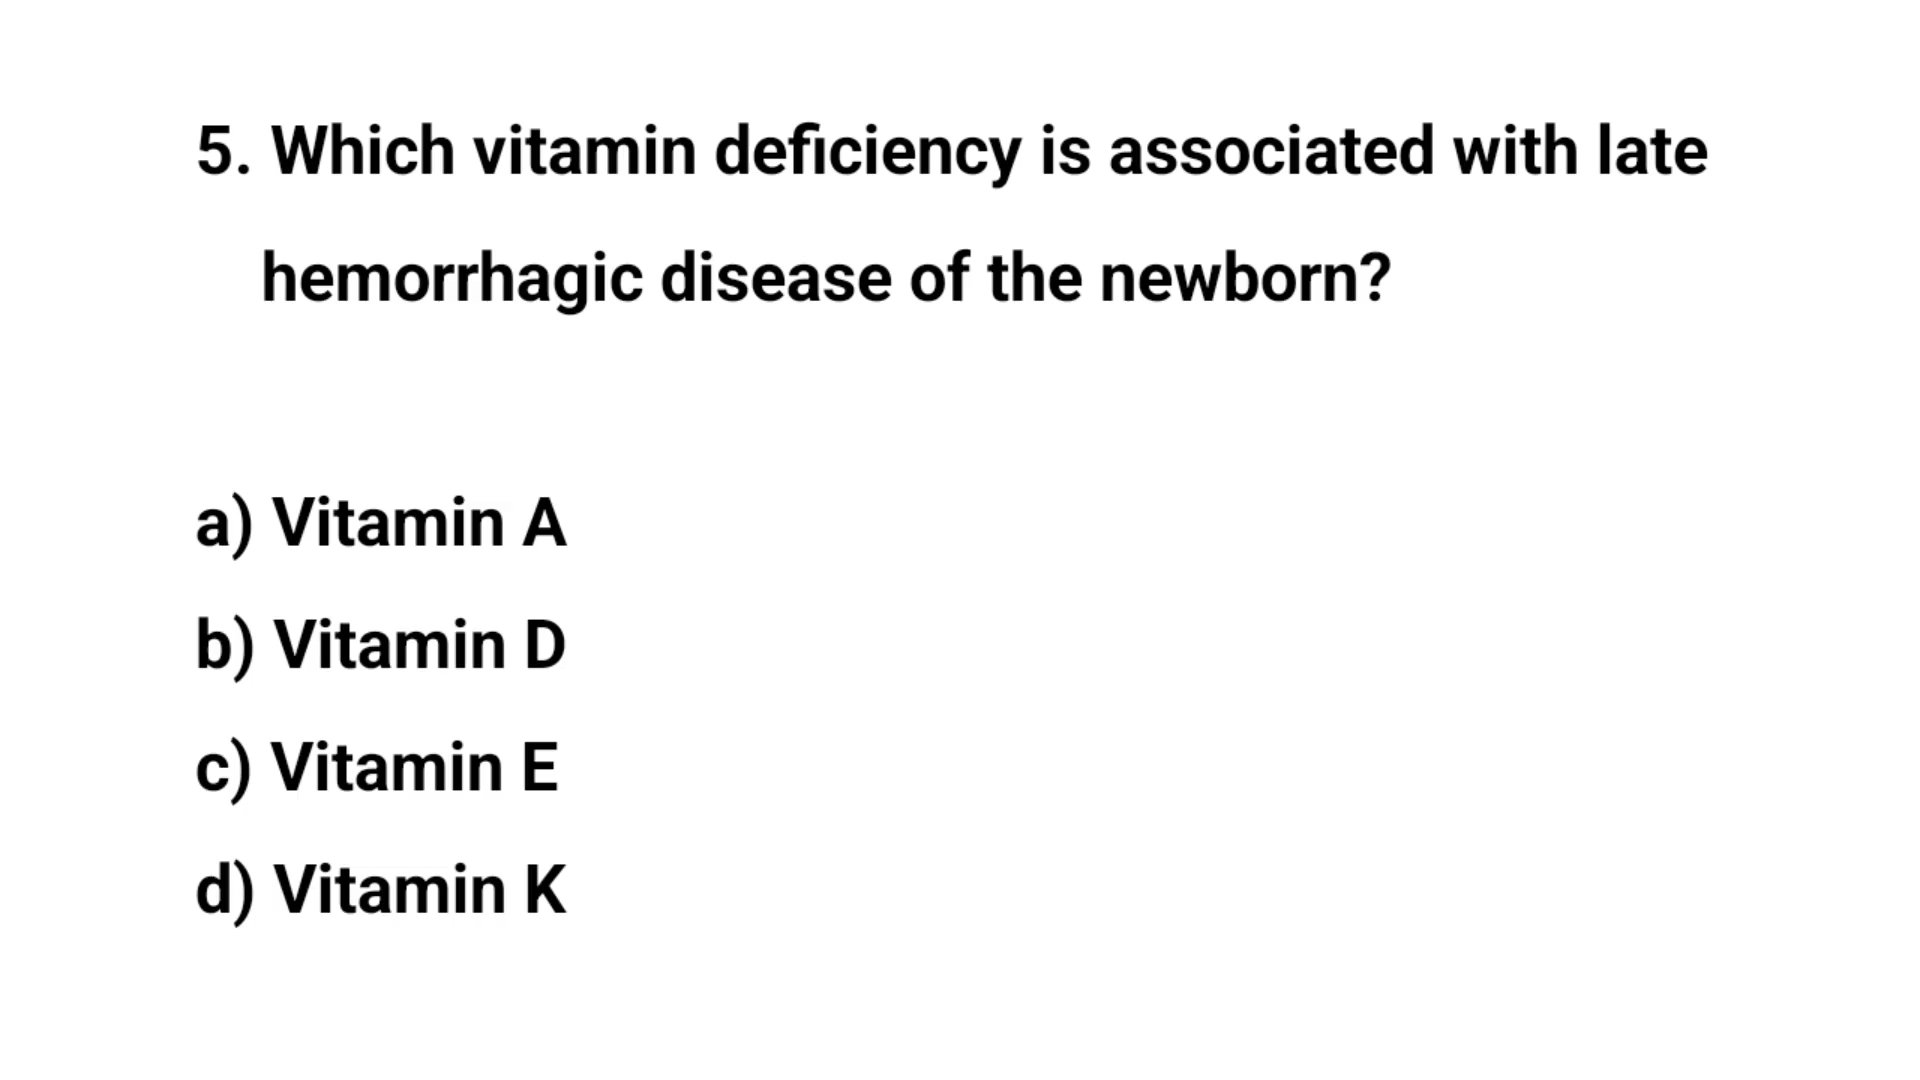 5. Which vitamin deficiency is associated with late
hemorrhagic disease of the newborn?
a) Vitamin A
b) Vitamin D
c) Vitamin E
d) Vitamin K